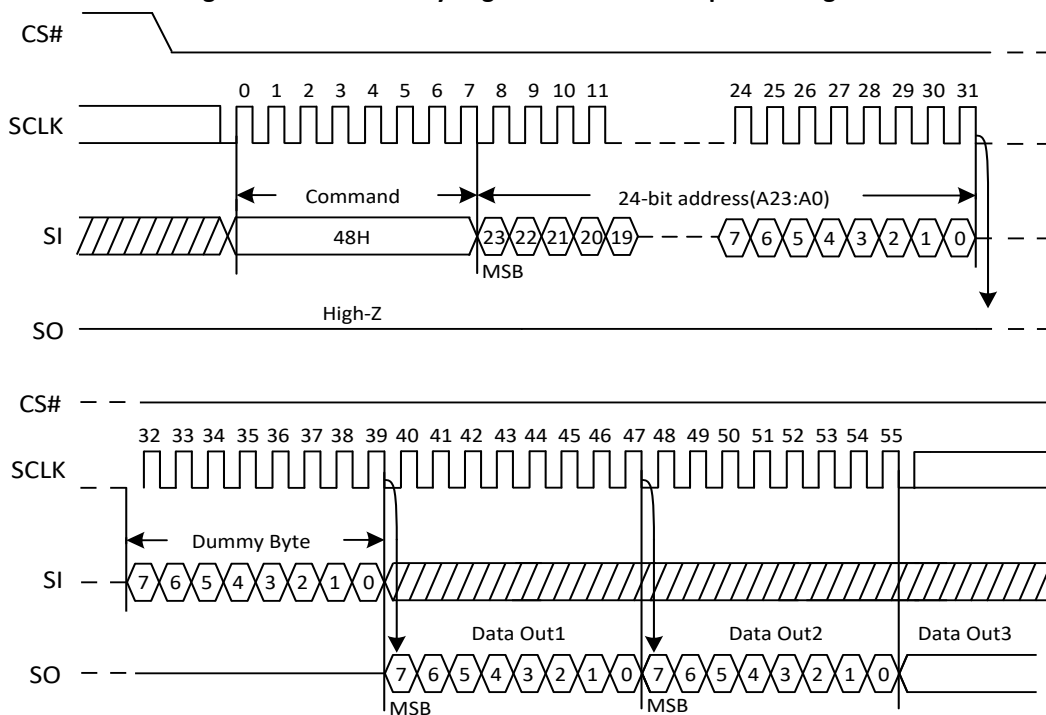 CS#
0 1 2 3 4 5 6 7 8 9 10 11 24 25 26 27 28 29 30 31
SCLK
Command 24-bit address(A23:A0)
SI 48H 23 22 21 20 19 7 6 5 4 3 2 1 0
MSB
High-Z
SO
CS#
32 33 34 35 36 37 38 39 40 41 42 43 44 45 46 47 48 49 50 51 52 53 54 55
SCLK
Dummy Byte
SI 7 6 5 4 3 2 1 0
Data Out1 Data Out2 Data Out3
SO 7 6 5 4 3 2 1 0 7 6 5 4 3 2 1 0
MSB MSB